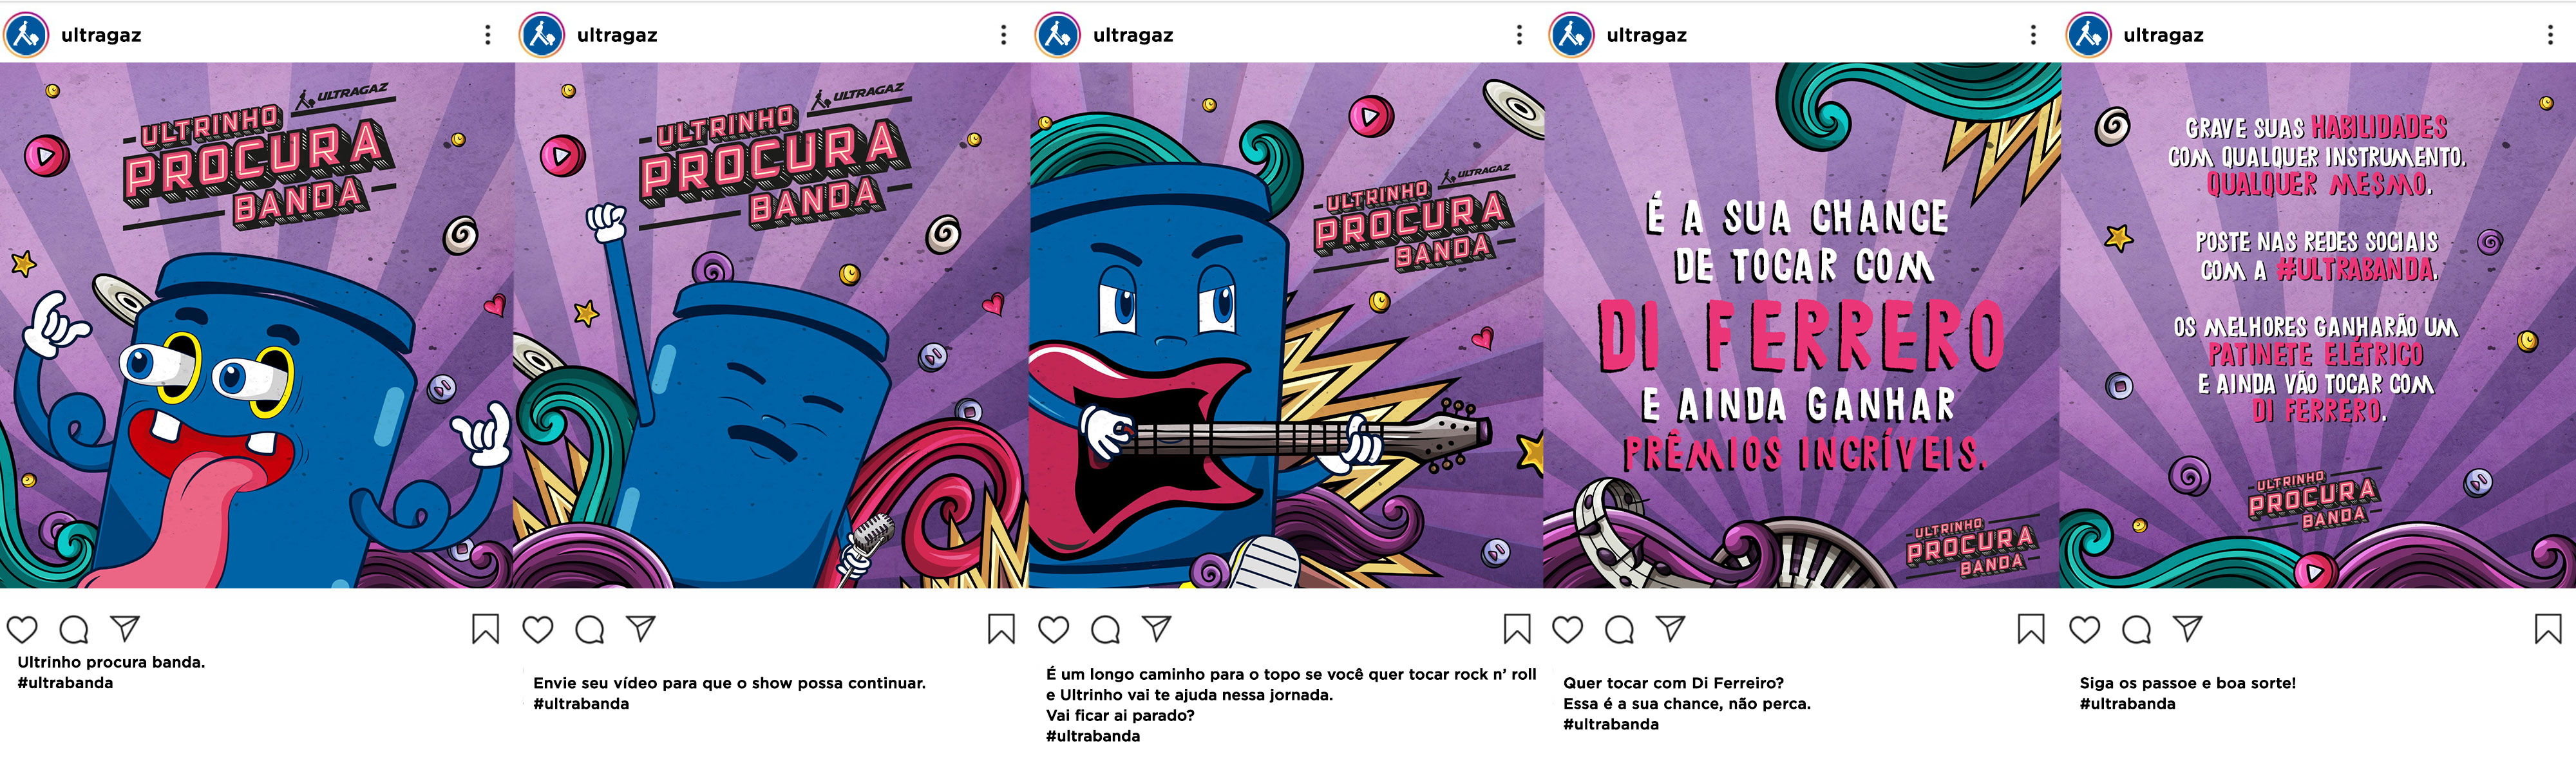 ultragaz
ULTRAGAZ
ULTRINHO
PROCURA
BANDA
Ultrinho procura banda.
#ultrabanda
ultragaz
ULTRAGAZ
ULTRINHO
PROCURA
BANDA
Envie seu vídeo para que o show possa continuar.
#ultrabanda
ultragaz
ULTRAGAZ
ULTRINHO
PROCURA
BANDA
É um longo caminho para o topo se você quer tocar rock n’ roll
e Ultrinho vai te ajuda nessa jornada.
Vai ficar ai parado?
#ultrabanda
ultragaz
É A SUA CHANCE
DE TOCAR COM
DI FERRERO
E AINDA GANHAR
PRÊMIOS INCRÍVEIS.
ULTRINHO
PROCURA
BANDA
Quer tocar com Di Ferreiro?
Essa é a sua chance, não perca.
#ultrabanda
ultragaz
GRAVE SUAS HABILIDADES
COM QUALQUER INSTRUMENTO.
QUALQUER MESMO.
POSTE NAS REDES SOCIAIS
COM A #ULTRABANDA.
OS MELHORES GANHARÃO UM
PATINETE ELÉTRICO
E AINDA VÃO TOCAR COM
DI FERRERO.
ULTRINHO
PROCURA
BANDA
Siga os passoe e boa sorte!
#ultrabanda